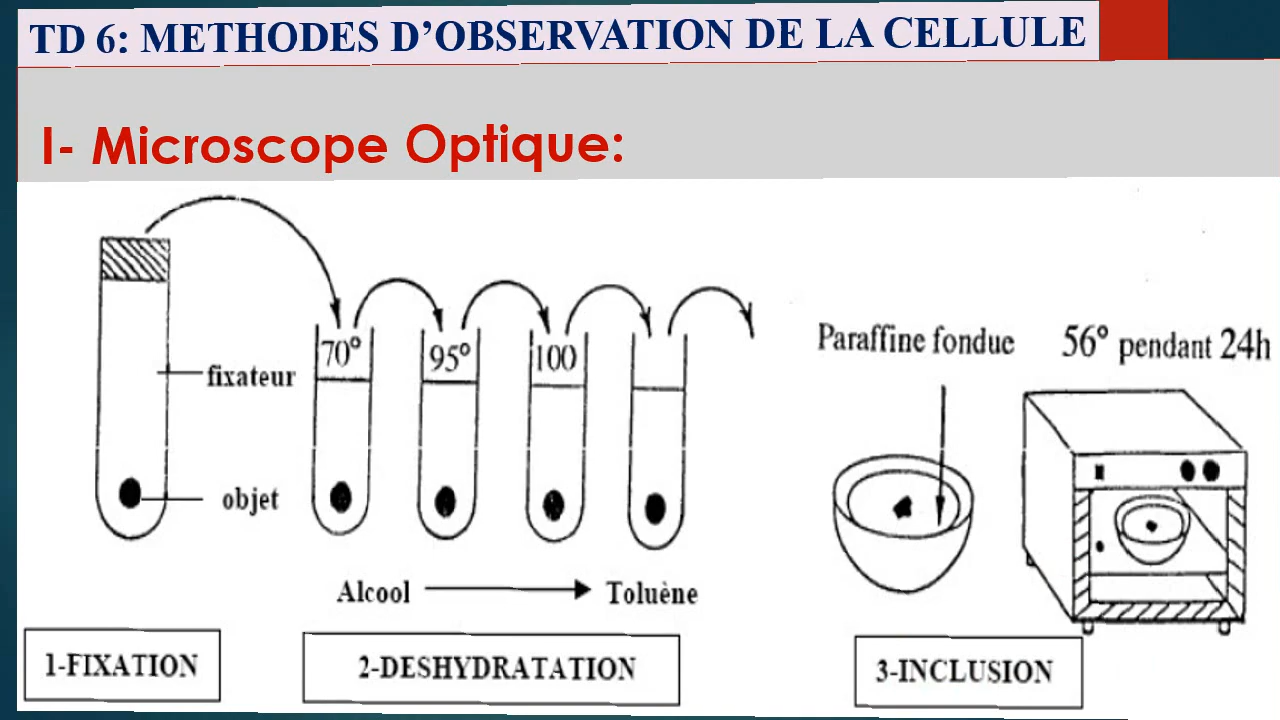 TD 6: METHODES D’OBSERVATION DE LA CELLULE
I- Microscope Optique:
fixateur
objet
70°
95°
100
Alcool
Toluène
Paraffine fondue
56° pendant 24h
1-FIXATION
2-DESHYDRATATION
3-INCLUSION